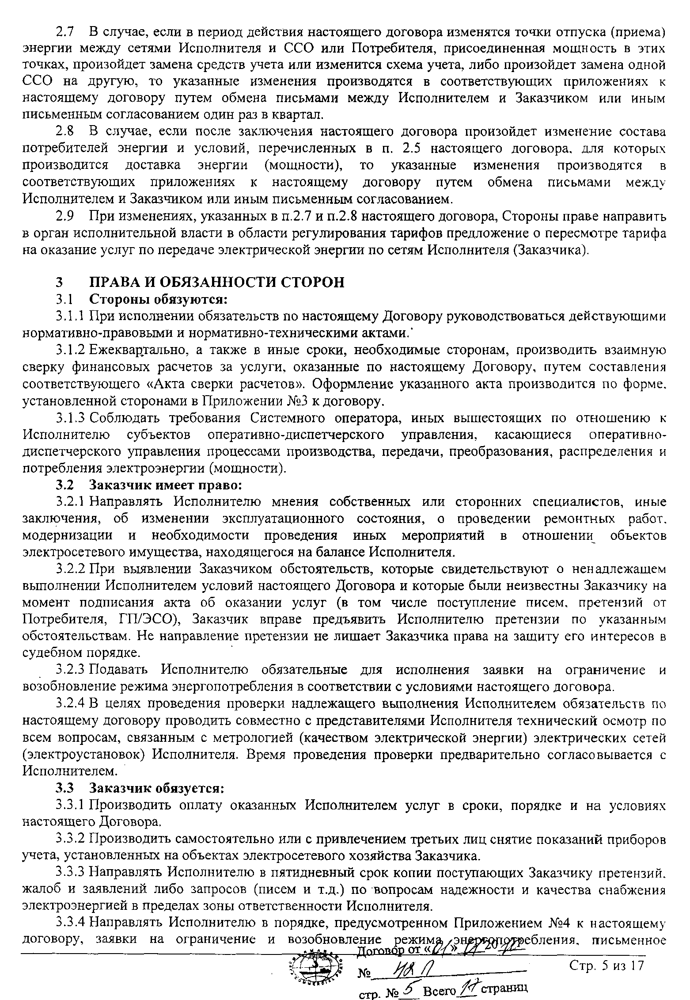 2.7 В случае, если в период действия настоящего договора изменятся точки отпуска (приема)
энергии между сетями Исполнителя и ССО или Потребителя, присоединенная мощность в этих
точках, произойдет замена средств учета или изменится схема учета, либо произойдет замена одной
ССО на другую, то указанные изменения производятся в соответствующих приложениях к
настоящему договору путем обмена письмами между Исполнителем и Заказчиком или иным
письменным согласованием один раз в квартал.
2.8 В случае, если после заключения настоящего договора произойдет изменение состава
потребителей энергии и условий, перечисленных в п. 2.5 настоящего договора, для которых
производится доставка энергии (мощности), то указанные изменения производятся в
соответствующих приложениях к настоящему договору путем обмена письмами между
Исполнителем и Заказчиком или иным письменным согласованием.
2.9 При изменениях, указанных в п.2.7 и п.2.8 настоящего договора, Стороны праве направить
в орган исполнительной власти в области регулирования тарифов предложение о пересмотре тарифа
на оказание услуг по передаче электрической энергии по сетям Исполнителя (Заказчика).
3 ПРАВА И ОБЯЗАННОСТИ СТОРОН
3.1 Стороны обязуются:
3.1.1 При исполнении обязательств по настоящему Договору руководствоваться действующими
нормативно-правовыми и нормативно-техническими актами.
3.1.2 Ежеквартально, а также в иные сроки, необходимые сторонам, производить взаимную
сверку финансовых расчетов за услуги, оказанные по настоящему Договору, путем составления
соответствующего «Акта сверки расчетов». Оформление указанного акта производится по форме,
установленной сторонами в Приложении №3 к договору.
3.1.3 Соблюдать требования Системного оператора, иных вышестоящих по отношению к
Исполнителю субъектов оперативно-диспетчерского управления, касающиеся оперативно-
диспетчерского управления процессами производства, передачи, преобразования, распределения и
потребления электроэнергии (мощности).
3.2 Заказчик имеет право:
3.2.1 Направлять Исполнителю мнения собственных или сторонних специалистов, иные
заключения, об изменении эксплуатационного состояния, о проведении ремонтных работ,
модернизации и необходимости проведения иных мероприятий в отношении объектов
электросетевого имущества, находящегося на балансе Исполнителя.
3.2.2 При выявлении Заказчиком обстоятельств, которые свидетельствуют о ненадлежащем
выполнении Исполнителем условий настоящего Договора и которые были неизвестны Заказчику на
момент подписания акта об оказании услуг (в том числе поступление писем, претензий от
Потребителя, ГП/ЭСО), Заказчик вправе предъявить Исполнителю претензии по указанным
обстоятельствам. Не направление претензии не лишает Заказчика права на защиту его интересов в
судебном порядке.
3.2.3 Подавать Исполнителю обязательные для исполнения заявки на ограничение и
возобновление режима энергопотребления в соответствии с условиями настоящего договора.
3.2.4 В целях проведения проверки надлежащего выполнения Исполнителем обязательств по
настоящему договору проводить совместно с представителями Исполнителя технический осмотр по
всем вопросам, связанным с метрологией (качеством электрической энергии) электрических сетей
(электроустановок) Исполнителя. Время проведения проверки предварительно согласовывается с
Исполнителем.
3.3 Заказчик обязуется:
3.3.1 Производить оплату оказанных Исполнителем услуг в сроки, порядке и на условиях
настоящего Договора.
3.3.2 Производить самостоятельно или с привлечением третьих лиц снятие показаний приборов
учета, установленных на объектах электросетевого хозяйства Заказчика.
3.3.3 Направлять Исполнителю в пятидневный срок копии поступающих Заказчику претензий,
жалоб и заявлений либо запросов (писем и т.д.) по вопросам надежности и качества снабжения
электроэнергией в пределах зоны ответственности Исполнителя.
3.3.4 Направлять Исполнителю в порядке, предусмотренном Приложением №4 к настоящему
договору, заявки на ограничение и возобновление режима энергопотребления, письменное
Договор от «01» 20
№
Стр. 5 из 17
стр. № 5 Всего 17 страниц